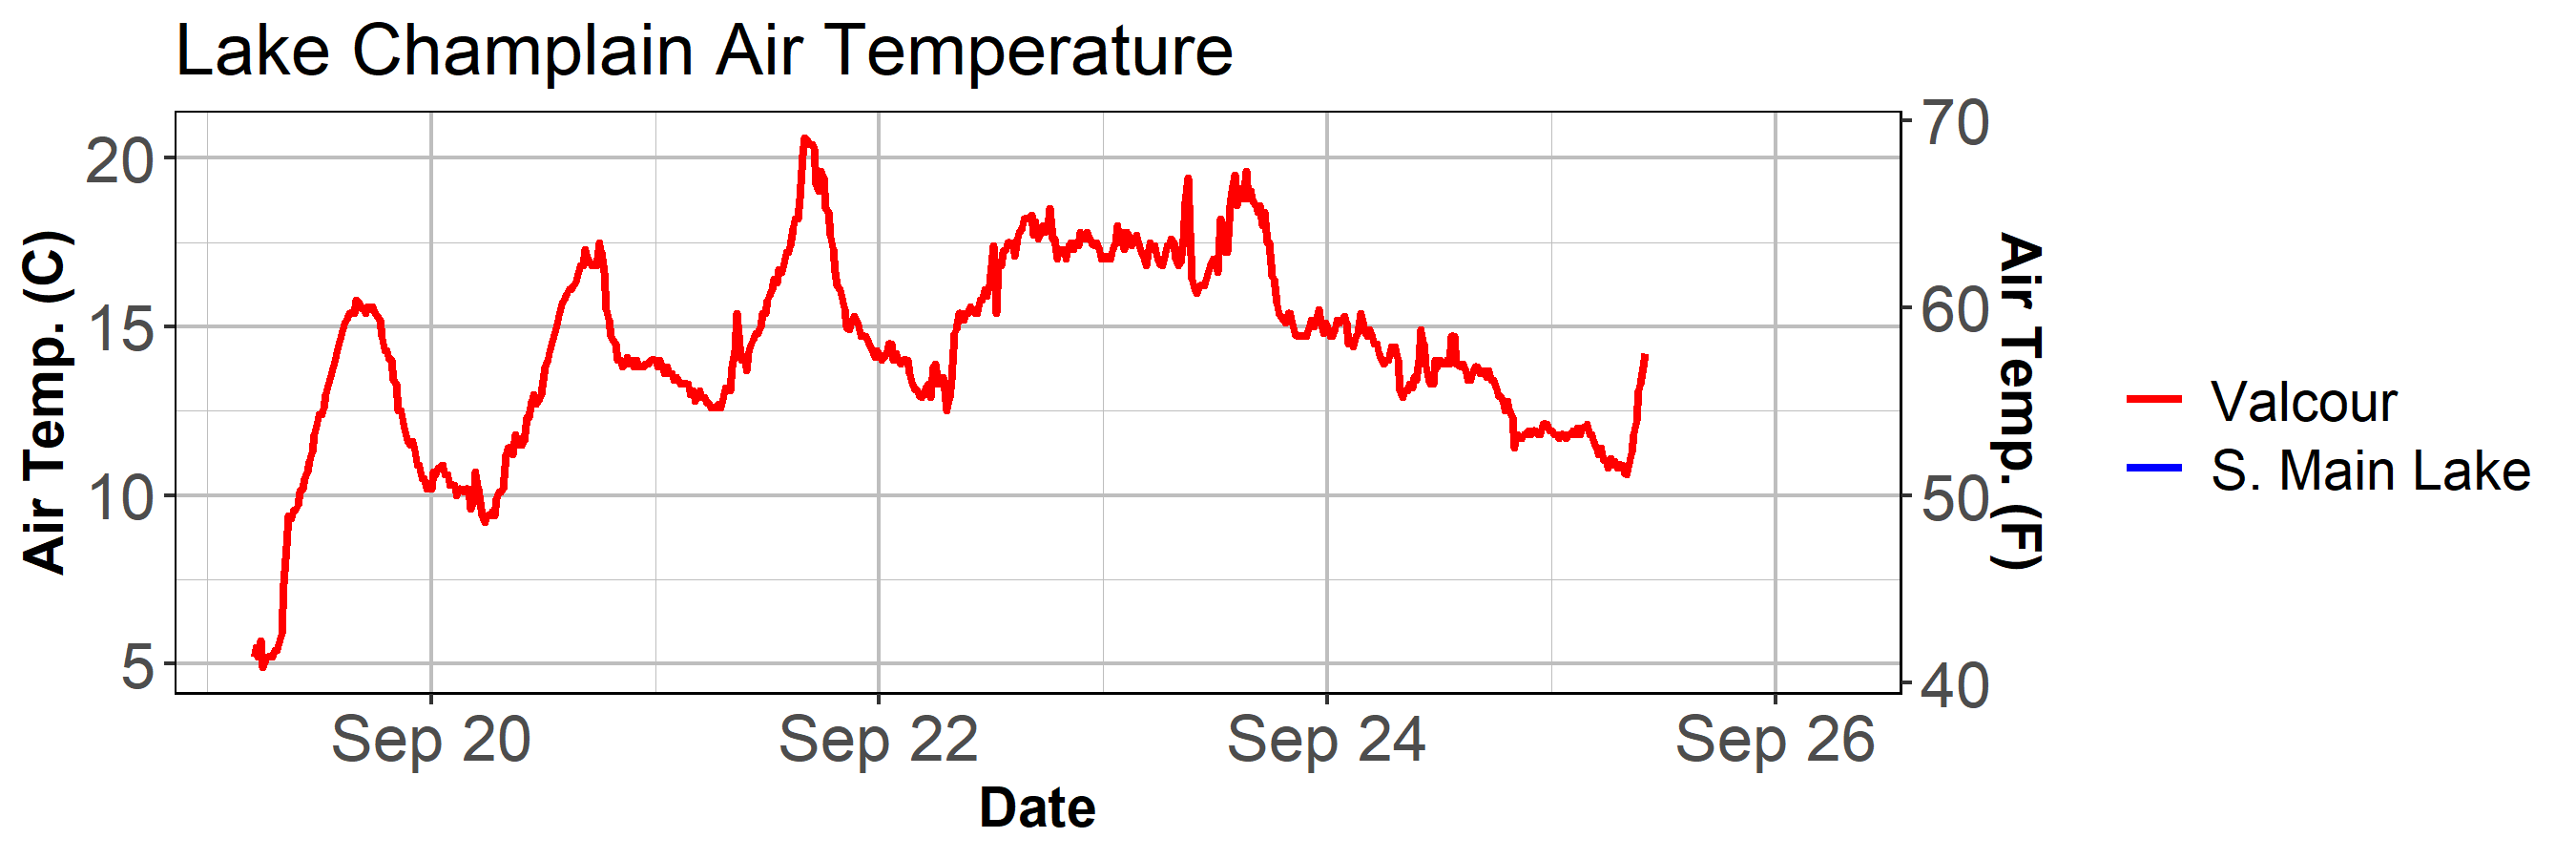 Lake Champlain Air Temperature
Air Temp. (C)
20
15
10
5
70
60
50
40
Air Temp. (F)
Sep 20
Sep 22
Sep 24
Sep 26
Date
Valcour
S. Main Lake